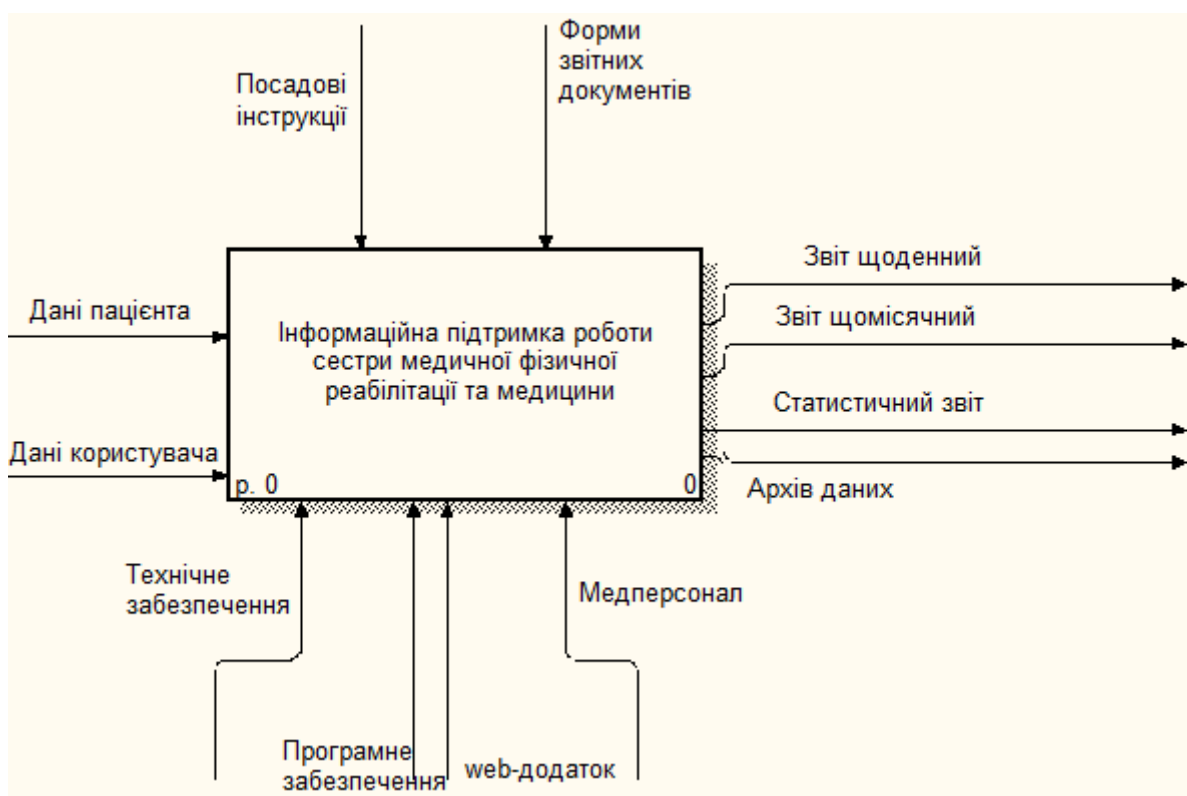 Форми
звітних
документів
Посадові
інструкції
Звіт щоденний
Дані пацієнта
Звіт щомісячний
Інформаційна підтримка роботи
сестри медичної фізичної
реабілітації та медицини
Статистичний звіт
Дані користувача
р. 0
0
Архів даних
Технічне
забезпечення
Медперсонал
Програмне
забезпечення
web-додаток